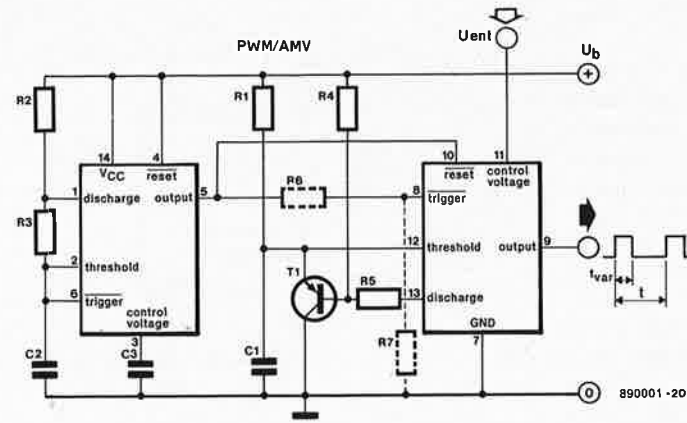 PWM/AMV
Uent
Ub
+
R2
R1
R4
14
4
VCC
reset
10
11
reset
control
voltage
1
discharge
output
5
R6
8
trigger
R3
12
threshold
output
9
2
threshold
T1
R5
13
discharge
tvar
t
6
trigger
control
voltage
GND
3
7
C2
C3
C1
R7
0
890001-20